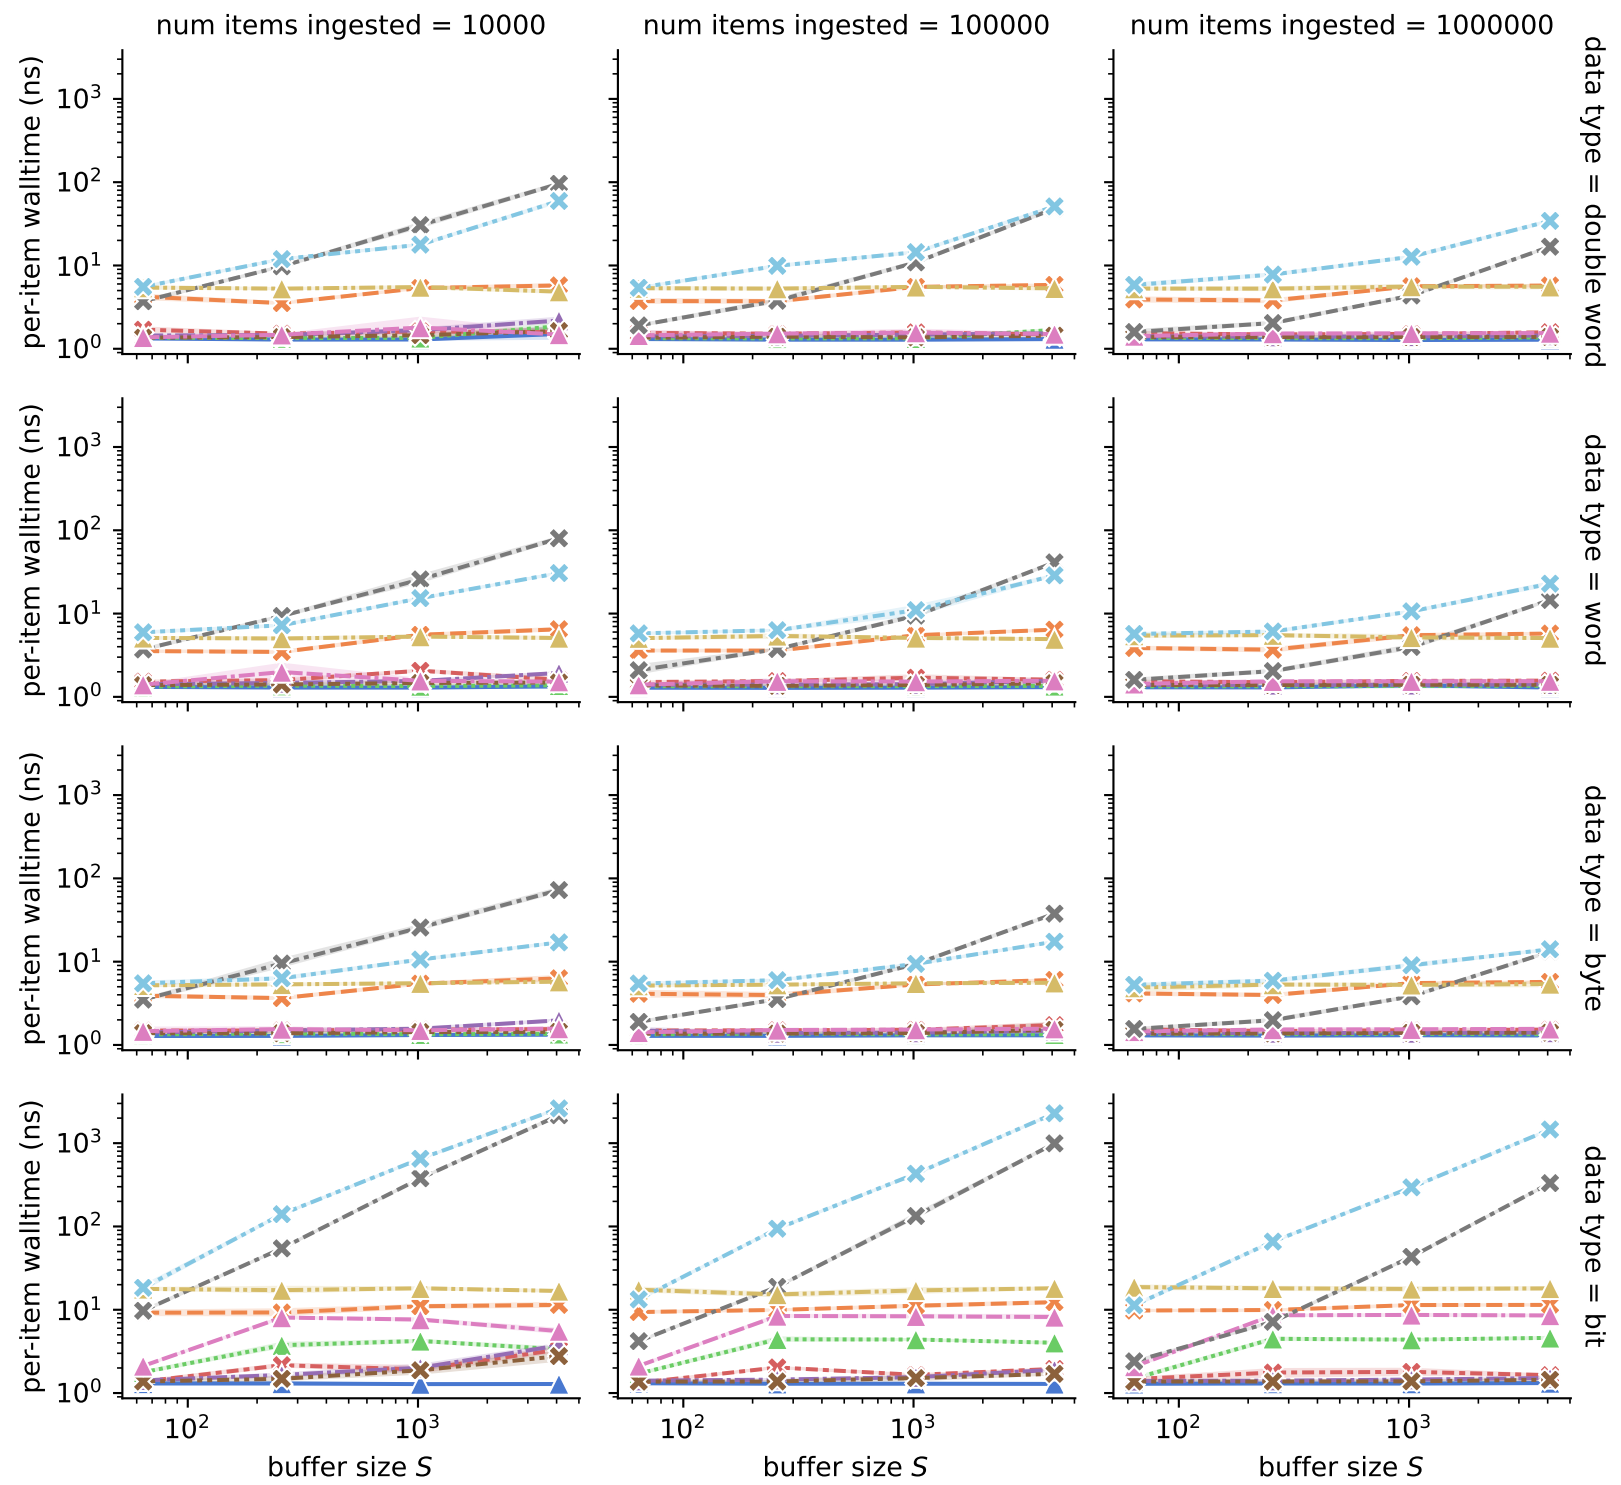 num items ingested = 10000
num items ingested = 100000
num items ingested = 1000000
per-item walltime (ns)
10³
10²
10¹
10⁰
data type = double word
per-item walltime (ns)
10³
10²
10¹
10⁰
data type = word
per-item walltime (ns)
10³
10²
10¹
10⁰
data type = byte
per-item walltime (ns)
10³
10²
10¹
10⁰
data type = bit
10² 10³
10² 10³
10² 10³
buffer size S
buffer size S
buffer size S